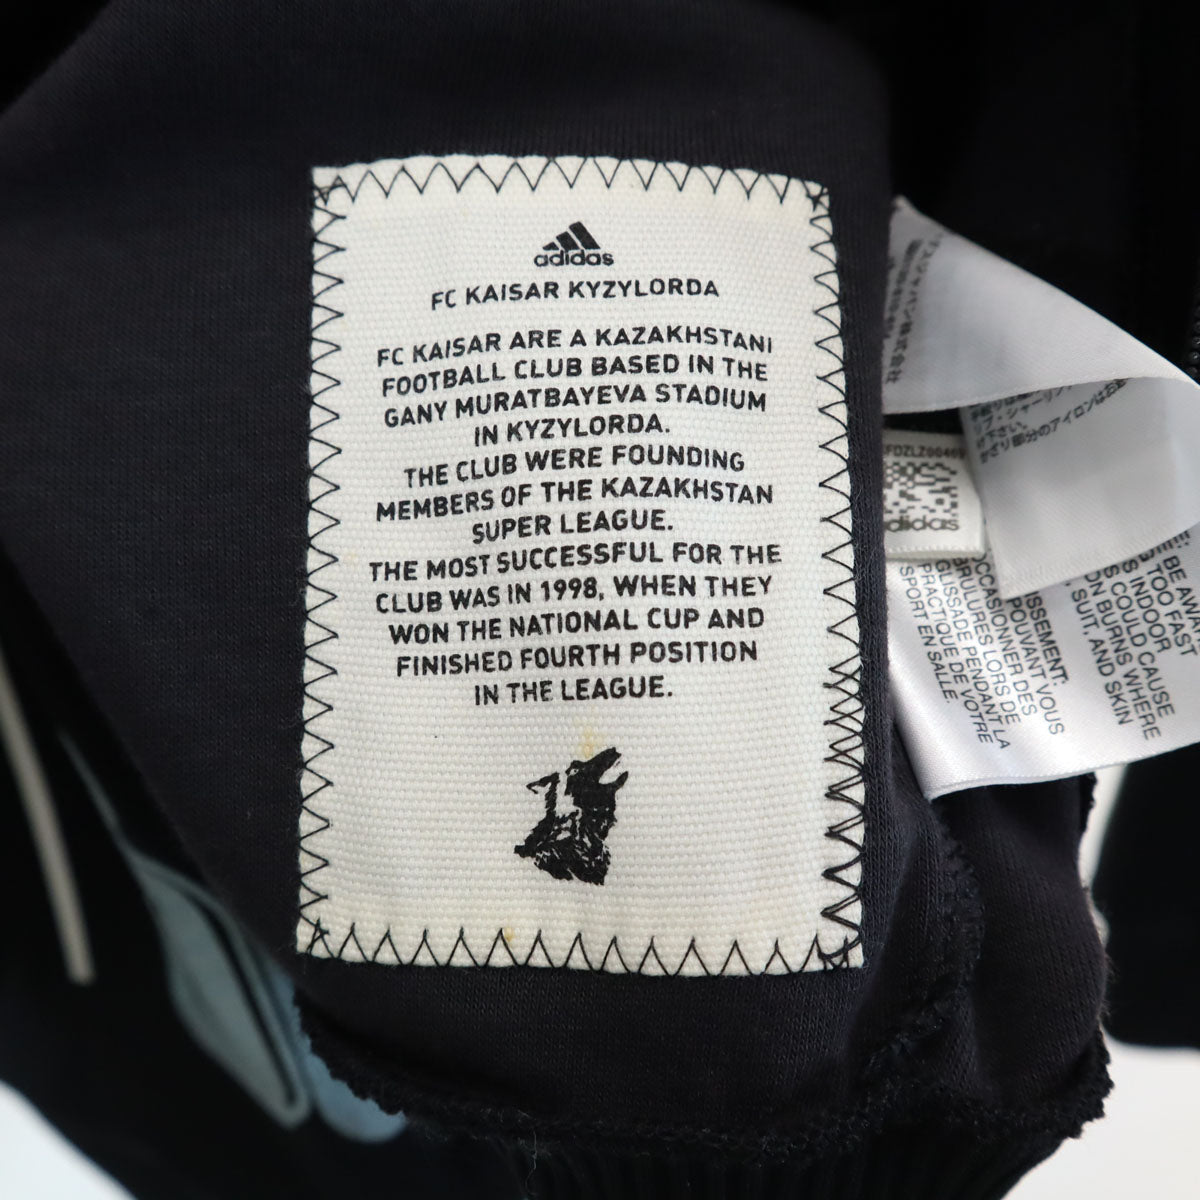 adidas
FC KAISAR KYZYLORDA
FC KAISAR ARE A KAZAKHSTANI
FOOTBALL CLUB BASED IN THE
GANY MURATBAYEVA STADIUM
IN KYZYLORDA.
THE CLUB WERE FOUNDING
MEMBERS OF THE KAZAKHSTAN
SUPER LEAGUE.
THE MOST SUCCESSFUL FOR THE
CLUB WAS IN 1998, WHEN THEY
WON THE NATIONAL CUP AND
FINISHED FOURTH POSITION
IN THE LEAGUE.
adidas
BE AW
TOO FAST
INDOOR
COULD CAUSE
ON BURNS WHERE
SUIT, AND SKIN
ISSEMENT:
POUVANT VOUS
OCCASIONNER DES
BRULURES LORS DE
GLISSADE PENDANT LA
PRACTIQUE DE VOTRE
SPORT EN SALLE.